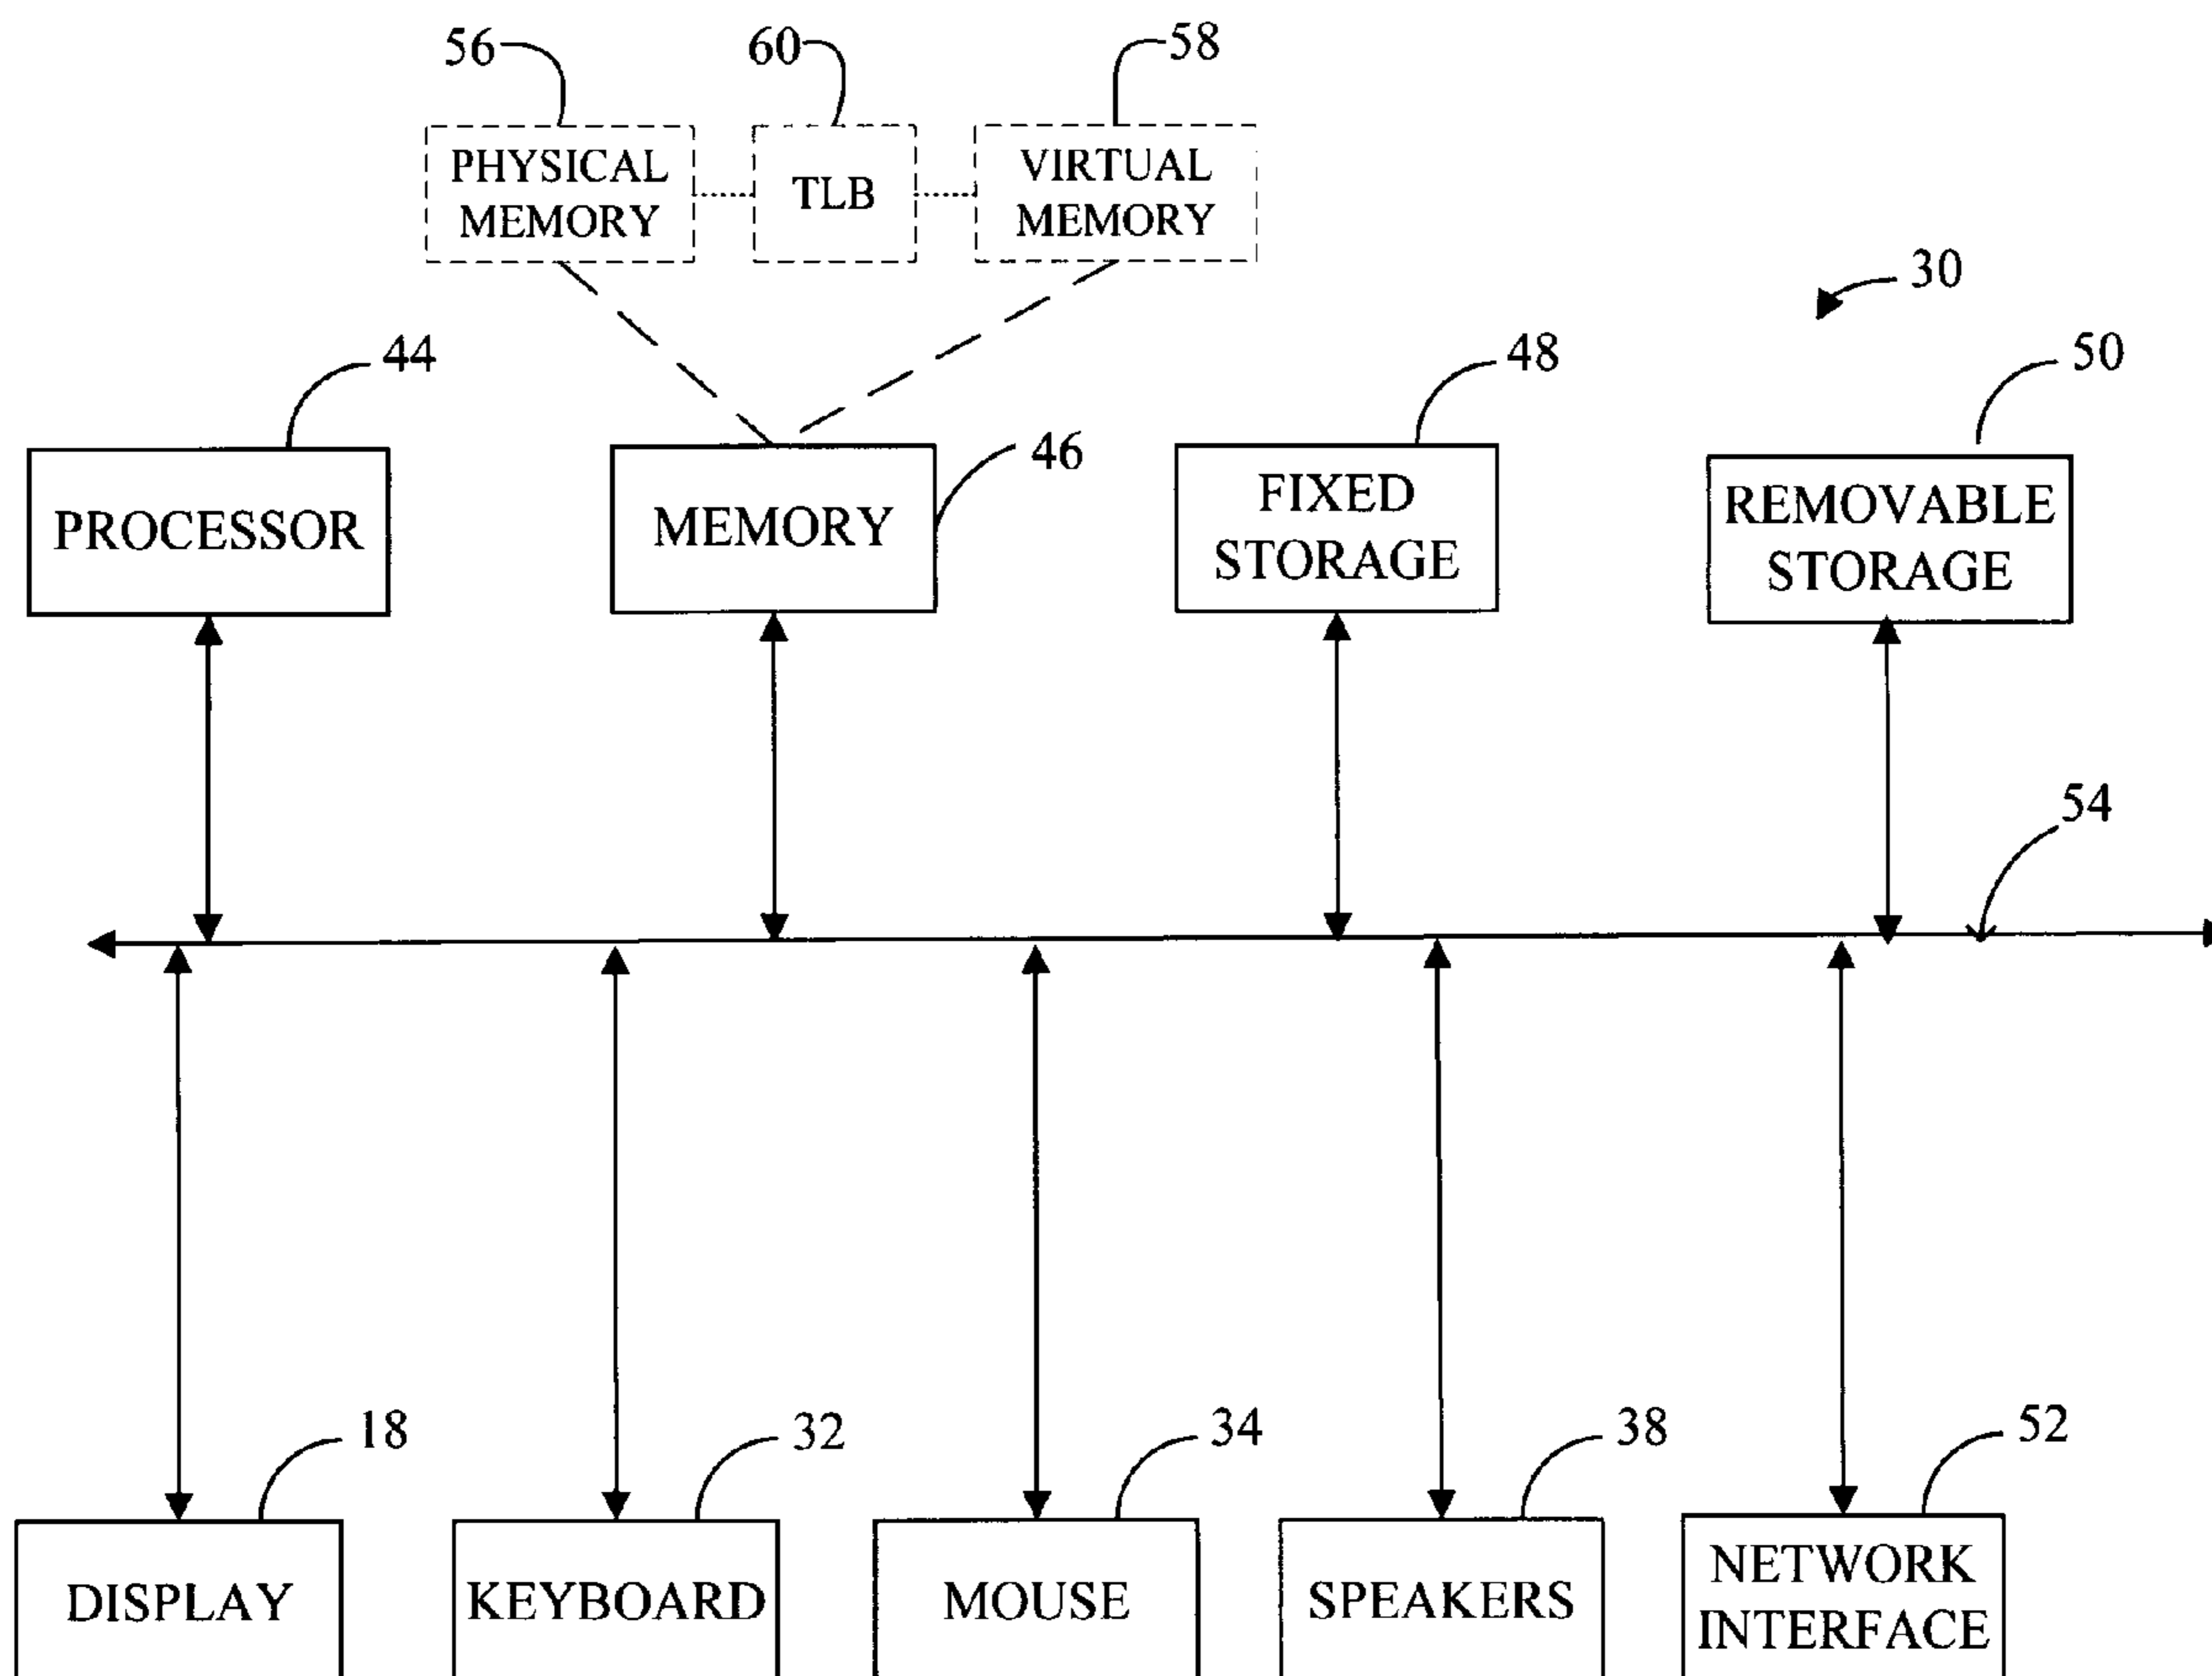 56
60
58
PHYSICAL
MEMORY
TLB
VIRTUAL
MEMORY
30
44
46
48
50
PROCESSOR
MEMORY
FIXED
STORAGE
REMOVABLE
STORAGE
54
18
32
34
38
52
DISPLAY
KEYBOARD
MOUSE
SPEAKERS
NETWORK
INTERFACE